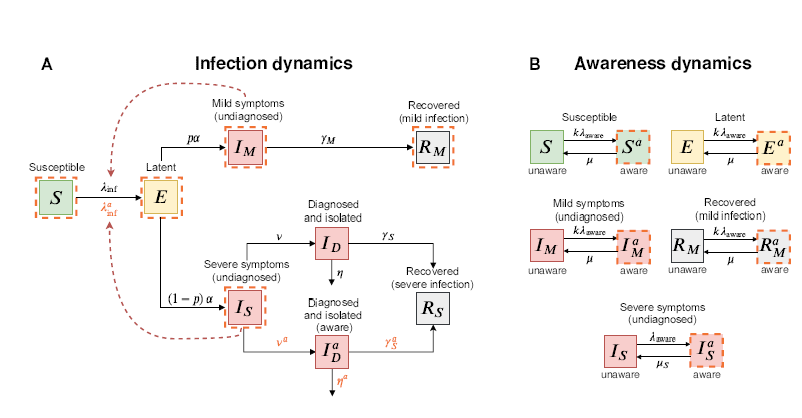 A
Infection dynamics
Mild symptoms
(undiagnosed)
Recovered
(mild infection)
pα
γ_M
I_M
R_M
Susceptible
Latent
S
λ_inf
λ^a_inf
E
Diagnosed
and isolated
ν
I_D
γ_S
η
Severe symptoms
(undiagnosed)
Recovered
(severe infection)
(1 − p) α
I_S
R_S
Diagnosed
and isolated
(aware)
ν^a
I^a_D
γ^a_S
η^a
B
Awareness dynamics
Susceptible
Latent
S
kλ_aware
μ
S^a
E
kλ_aware
μ
E^a
unaware
aware
unaware
aware
Mild symptoms
(undiagnosed)
Recovered
(mild infection)
I_M
kλ_aware
μ
I^a_M
R_M
kλ_aware
μ
R^a_M
unaware
aware
unaware
aware
Severe symptoms
(undiagnosed)
I_S
λ_aware
μ_S
I^a_S
unaware
aware